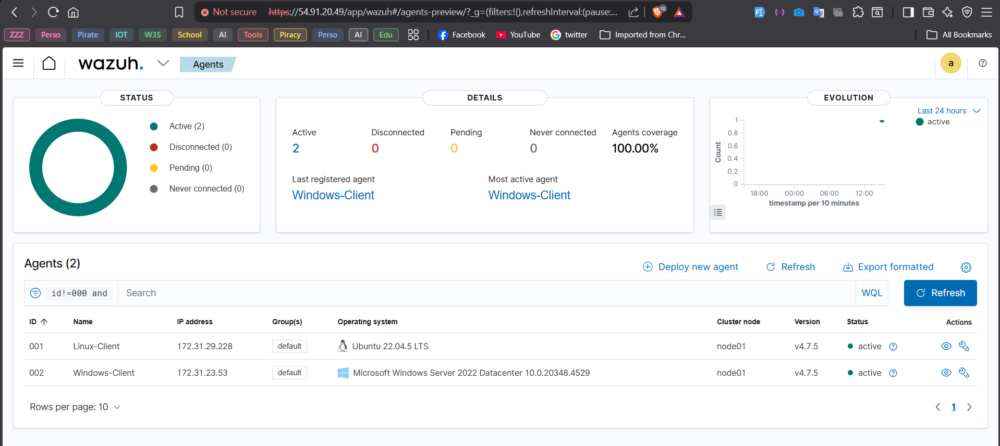 Not secure https://54.91.20.49/app/wazuh#/agents-preview/?_g=(filters:!(),refreshInterval:(pause:... 10
ZZZ Perso Pirate IOT W3S School AI Tools Piracy Perso AI Edu Facebook YouTube twitter Imported from Chr... All Bookmarks
wazuh. Agents a
STATUS
Active (2)
Disconnected (0)
Pending (0)
Never connected (0)
DETAILS
Active Disconnected Pending Never connected Agents coverage
2 0 0 0 100.00%
Last registered agent Most active agent
Windows-Client Windows-Client
EVOLUTION
Last 24 hours
active
1
0.8
0.6
0.4
0.2
0
Count
18:00 00:00 06:00 12:00
timestamp per 10 minutes
Agents (2)
Deploy new agent Refresh Export formatted
id!=000 and Search WQL Refresh
ID Name IP address Group(s) Operating system Cluster node Version Status Actions
001 Linux-Client 172.31.29.228 default Ubuntu 22.04.5 LTS node01 v4.7.5 active
002 Windows-Client 172.31.23.53 default Microsoft Windows Server 2022 Datacenter 10.0.20348.4529 node01 v4.7.5 active
Rows per page: 10 1